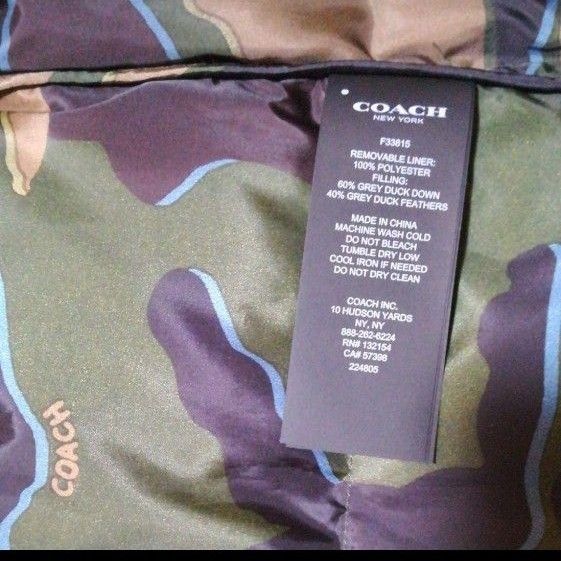 COACH
NEW YORK
F33815
REMOVABLE LINER:
100% POLYESTER
FILLING:
60% GREY DUCK DOWN
40% GREY DUCK FEATHERS
MADE IN CHINA
MACHINE WASH COLD
DO NOT BLEACH
TUMBLE DRY LOW
COOL IRON IF NEEDED
DO NOT DRY CLEAN
COACH INC.
10 HUDSON YARDS
NY, NY
888-262-6224
RN# 132154
CA# 57398
224805
COACH